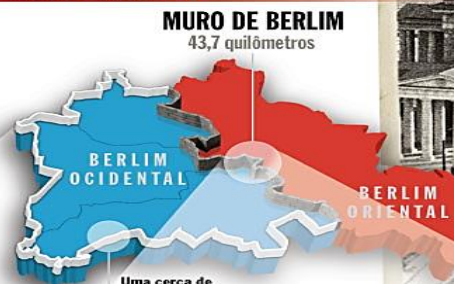 MURO DE BERLIM
43,7 quilômetros
BERLIM
OCIDENTAL
BERLIM
ORIENTAL
Uma cerca de